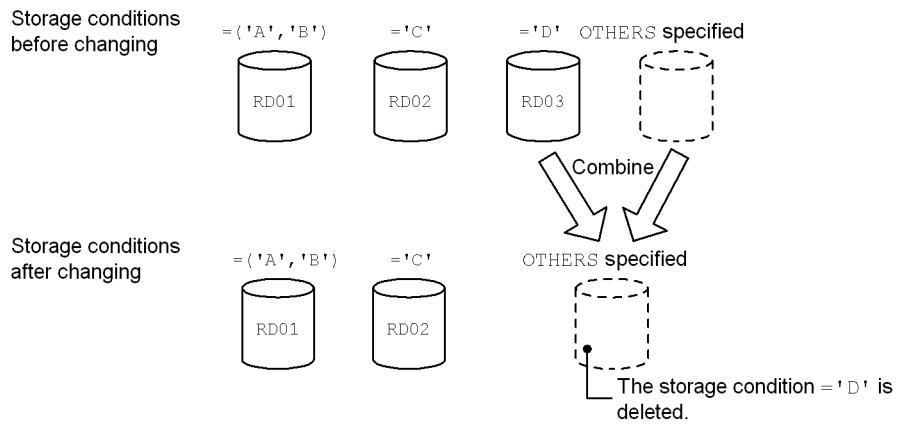 Storage conditions
before changing
=('A','B')
='C'
='D'
OTHERS specified
RD01
RD02
RD03
Combine
Storage conditions
after changing
=('A','B')
='C'
OTHERS specified
RD01
RD02
The storage condition ='D' is
deleted.